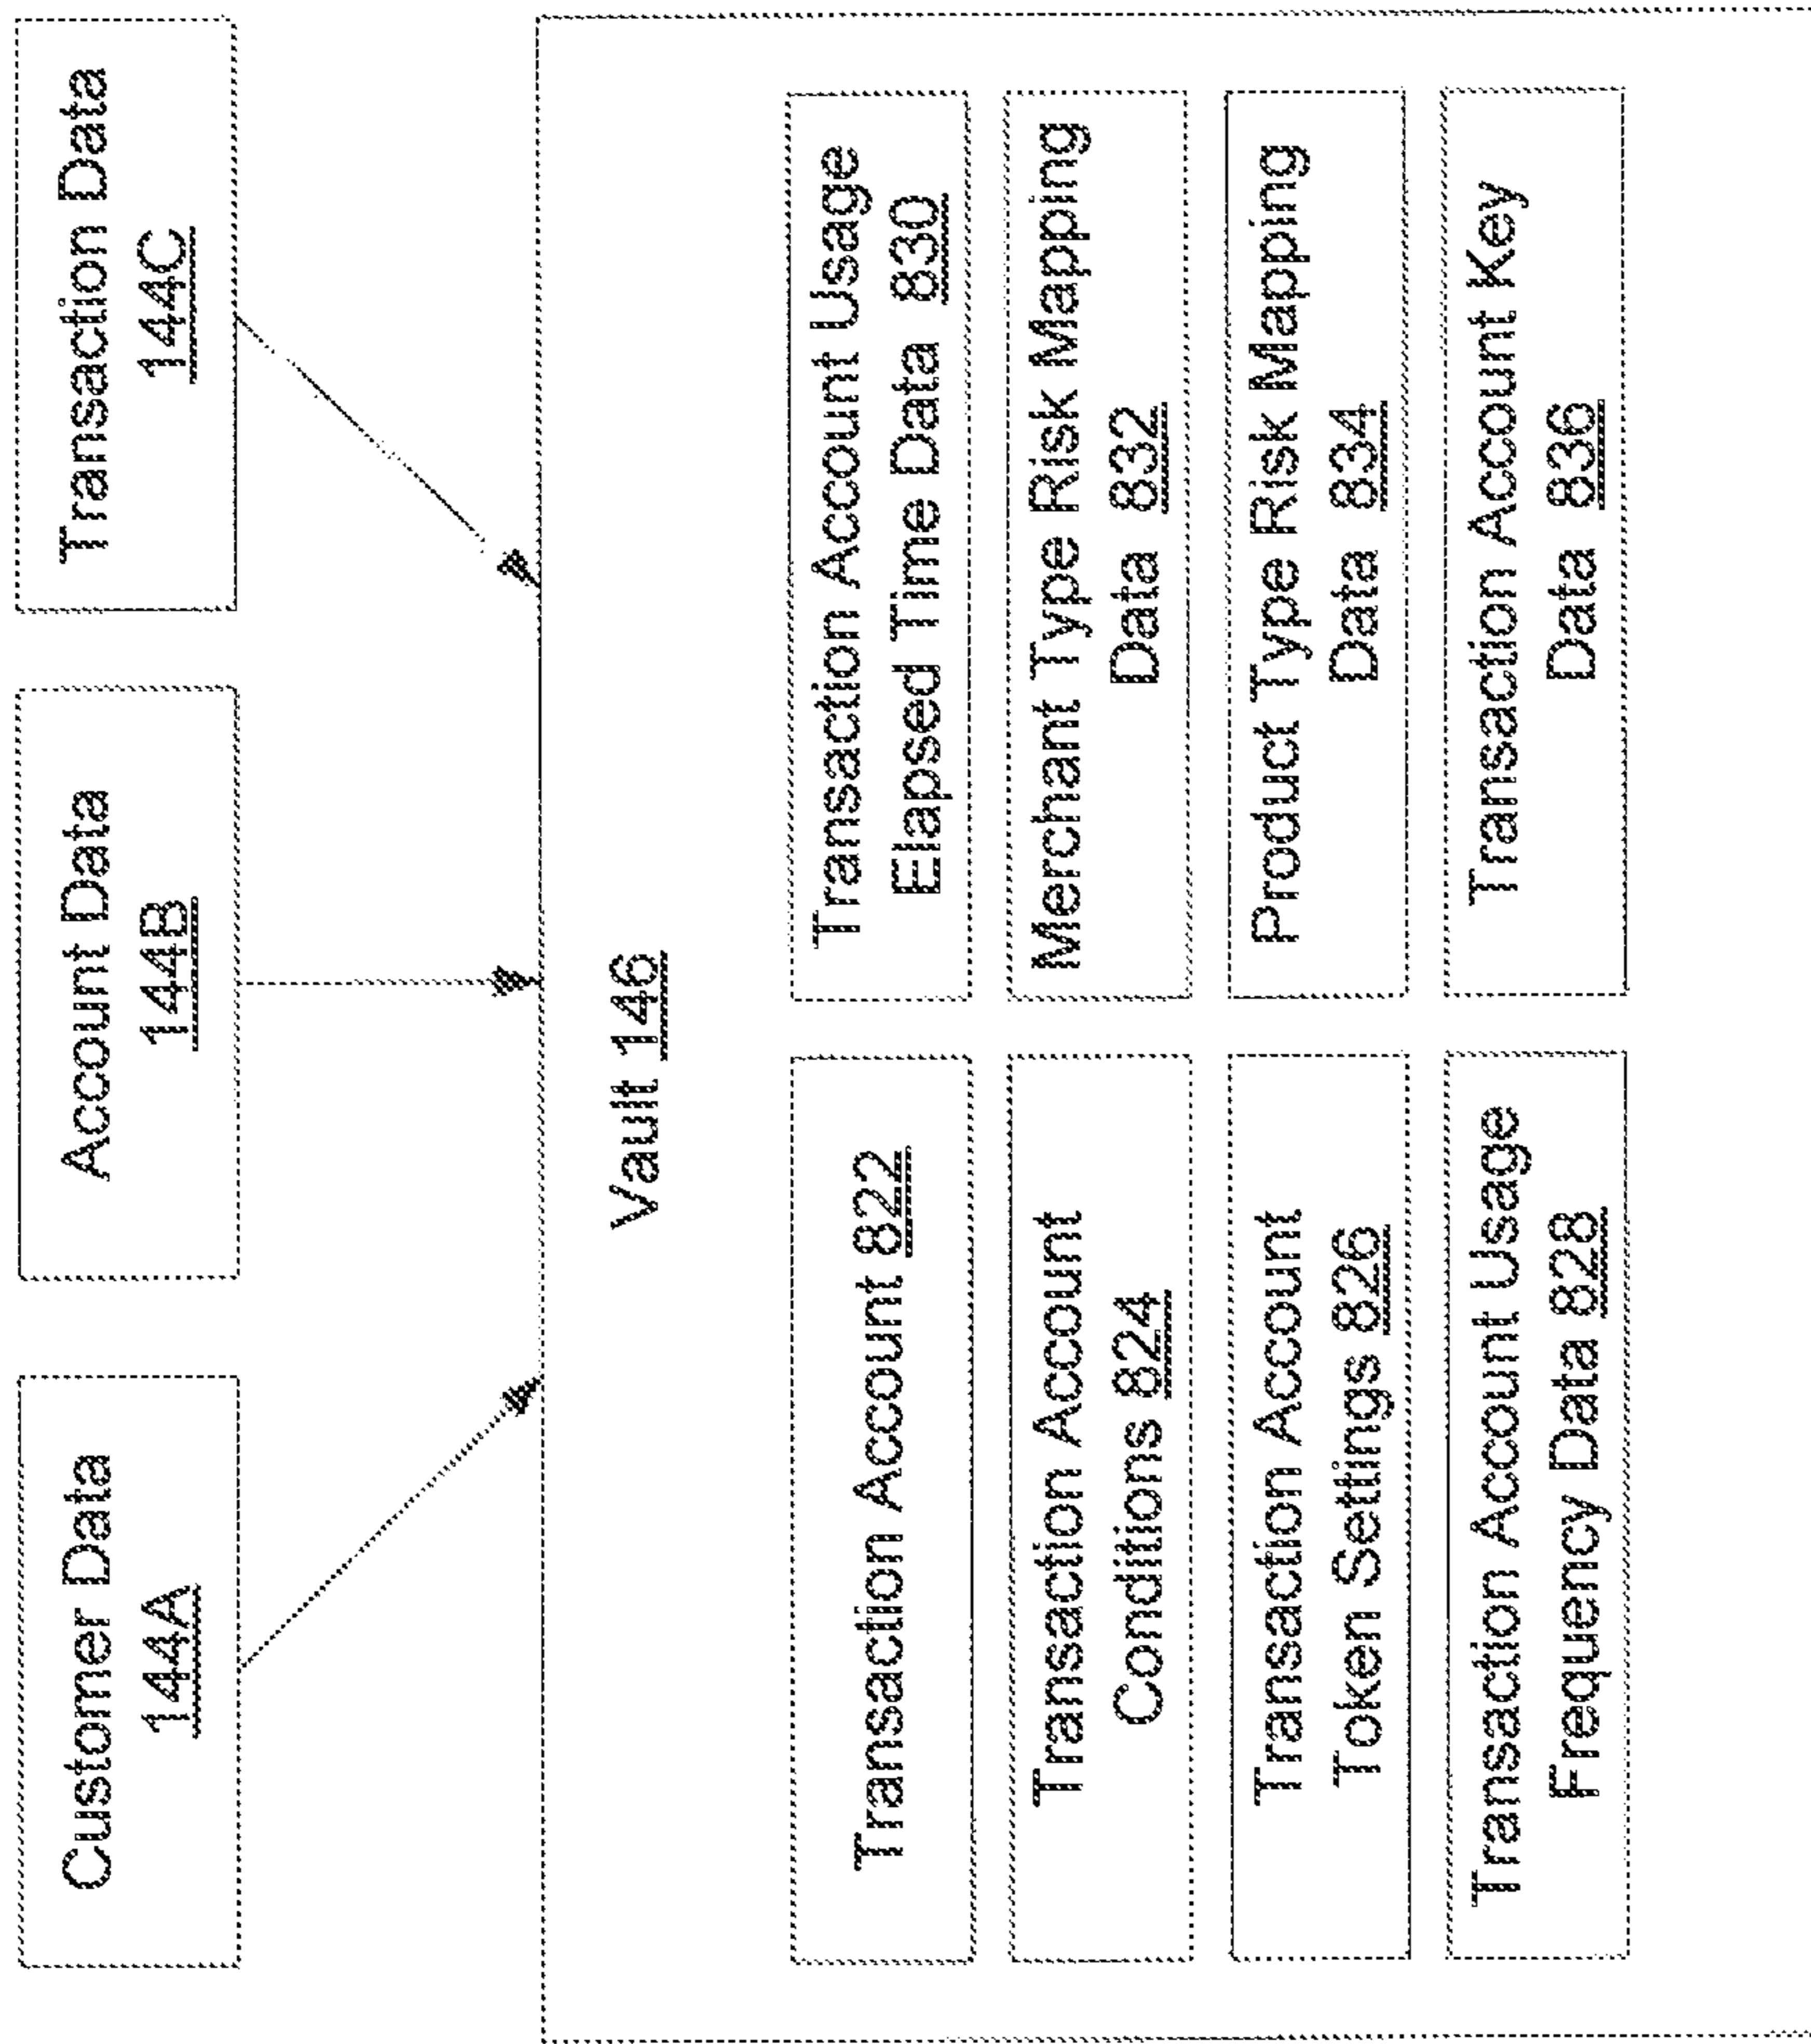 Customer Data
144A
Account Data
144B
Transaction Data
144C
Vault 146
Transaction Account 822
Transaction Account
Conditions 824
Transaction Account
Token Settings 826
Transaction Account Usage
Frequency Data 828
Transaction Account Usage
Elapsed Time Data 830
Merchant Type Risk Mapping
Data 832
Product Type Risk Mapping
Data 834
Transaction Account Key
Data 836